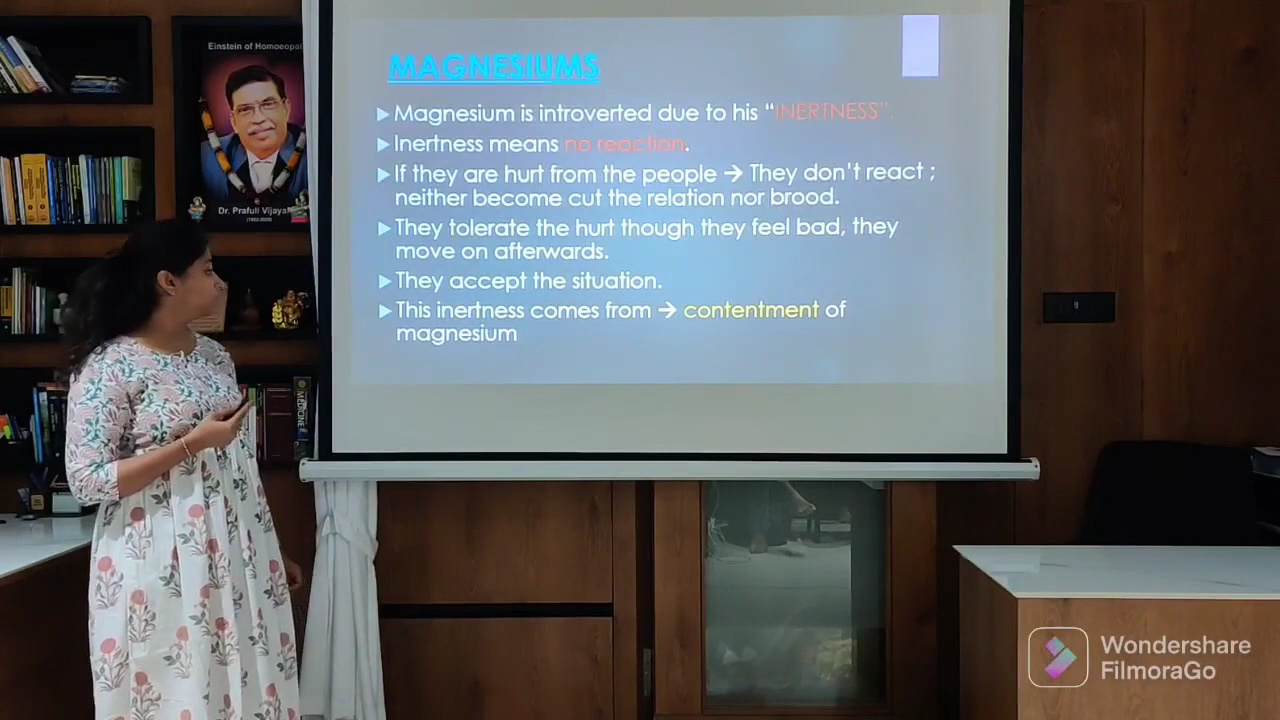 Einstein of Homoeopat
Dr. Prafull Vijayak
MAGNESIUMS
Magnesium is introverted due to his “INERTNESS”.
Inertness means no reaction.
If they are hurt from the people → They don’t react ;
neither become cut the relation nor brood.
They tolerate the hurt though they feel bad, they
move on afterwards.
They accept the situation.
This inertness comes from → contentment of
magnesium
MEDICINE
Wondershare
FilmoraGo